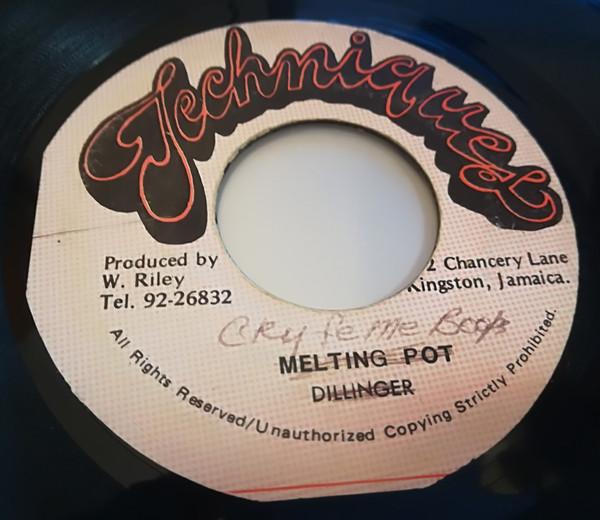 Techniques
Produced by
W. Riley
Tel. 92-26832
2 Chancery Lane
Kingston, Jamaica.
Cry fe me
MELTING POT
DILLINGER
All Rights Reserved/Unauthorized Copying Strictly Prohibited.